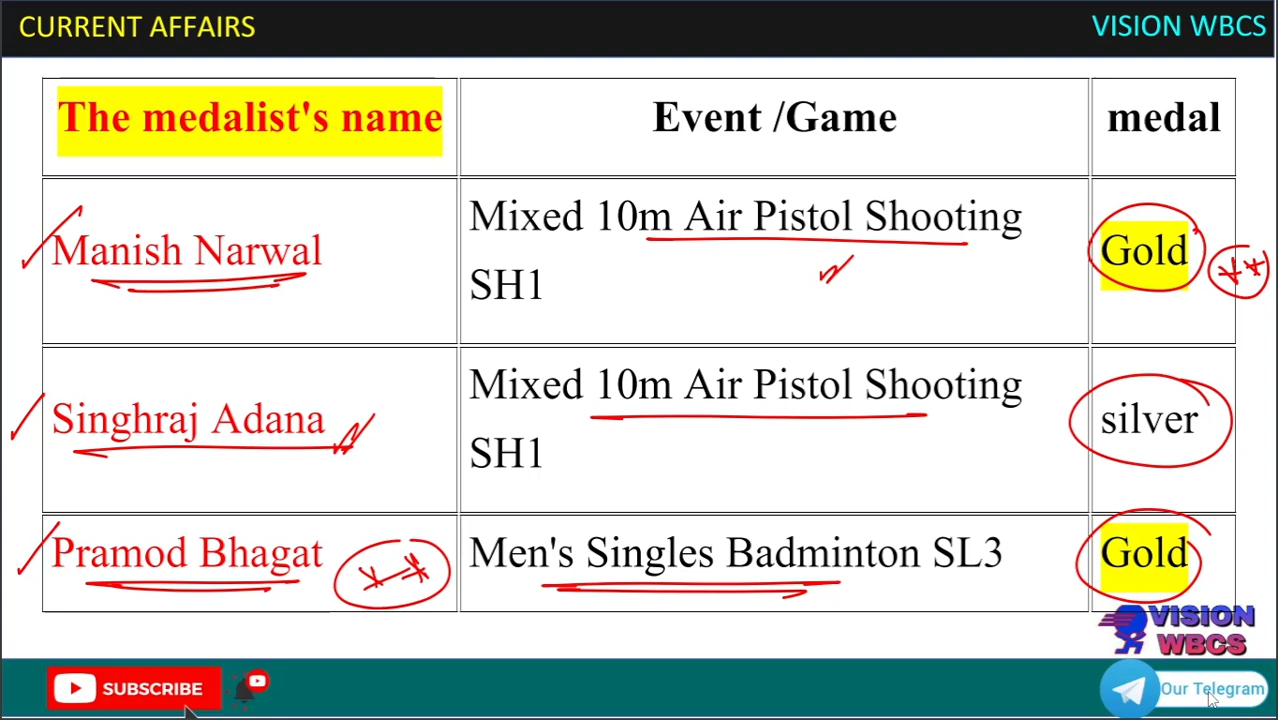 CURRENT AFFAIRS
VISION WBCS
The medalist's name
Event /Game
medal
Manish Narwal
Mixed 10m Air Pistol Shooting
SH1
Gold
Singhraj Adana
Mixed 10m Air Pistol Shooting
SH1
silver
Pramod Bhagat
Men's Singles Badminton SL3
Gold
VISION
WBCS
SUBSCRIBE
Our Telegram